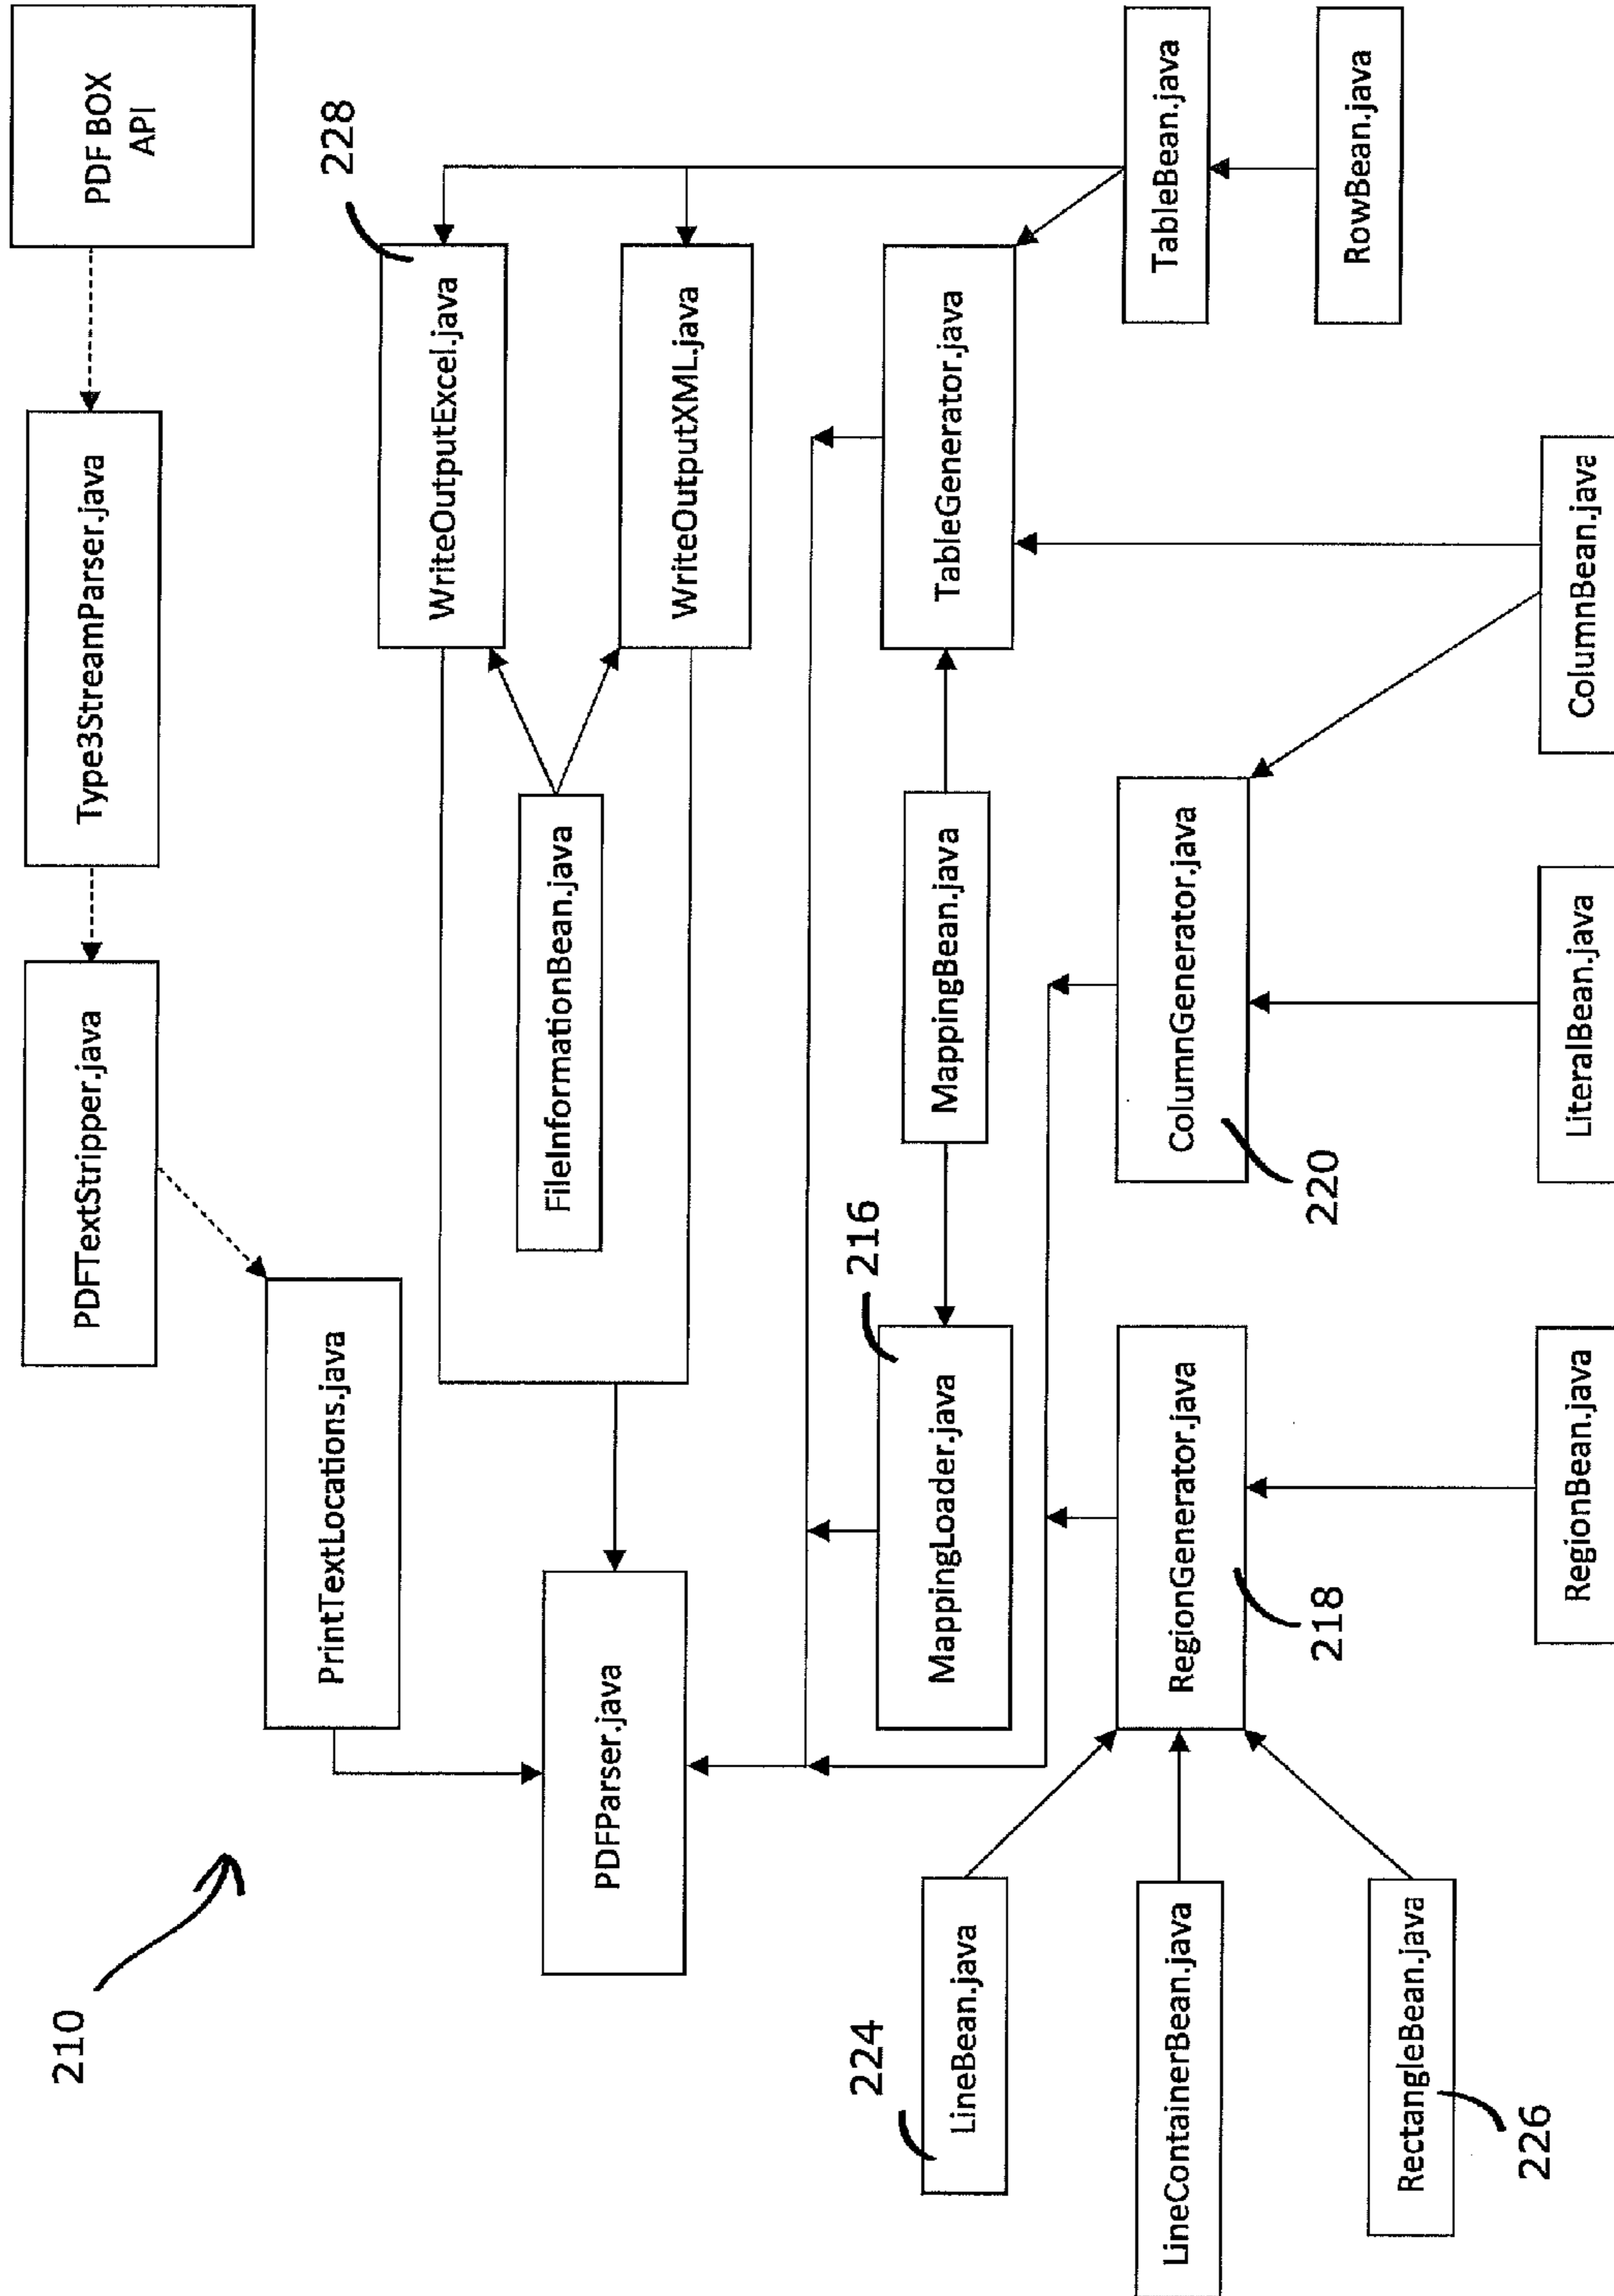 210
PDF BOX
API
Type3StreamParser.java
PDFTextStripper.java
PrintTextLocations.java
228
WriteOutputExcel.java
FileInformationBean.java
WriteOutputXML.java
PDFParser.java
216
TableGenerator.java
MappingBean.java
MappingLoader.java
224
LineBean.java
TableBean.java
ColumnGenerator.java
RegionGenerator.java
LineContainerBean.java
220
218
RowBean.java
RectangleBean.java
226
ColumnBean.java
LiteralBean.java
RegionBean.java